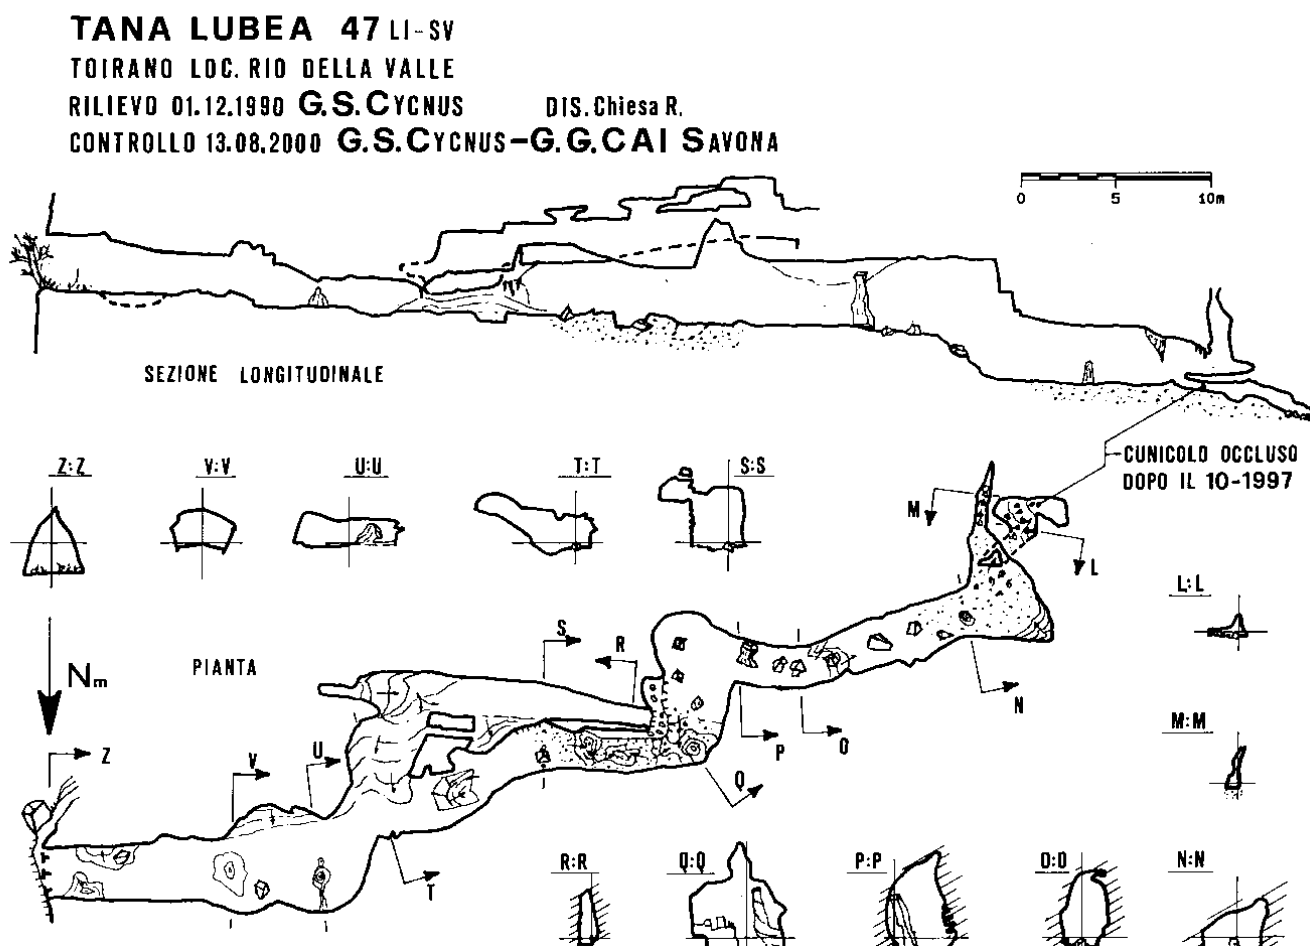 TANA LUBEA 47 LI-SV
TOIRANO LOC. RIO DELLA VALLE
RILIEVO 01.12.1990 G.S.CYCNUS DIS.Chiesa R.
CONTROLLO 13.08.2000 G.S.CYCNUS-G.G.CAI SAVONA
0 5 10m
SEZIONE LONGITUDINALE
CUNICOLO OCCLUSO
DOPO IL 10-1997
Z:Z V:V U:U T:T S:S
M
L
L:L
S
R
PIANTA
Nm
N
M:M
Z
V
U
P
O
Q
T
R:R Q:Q P:P O:O N:N